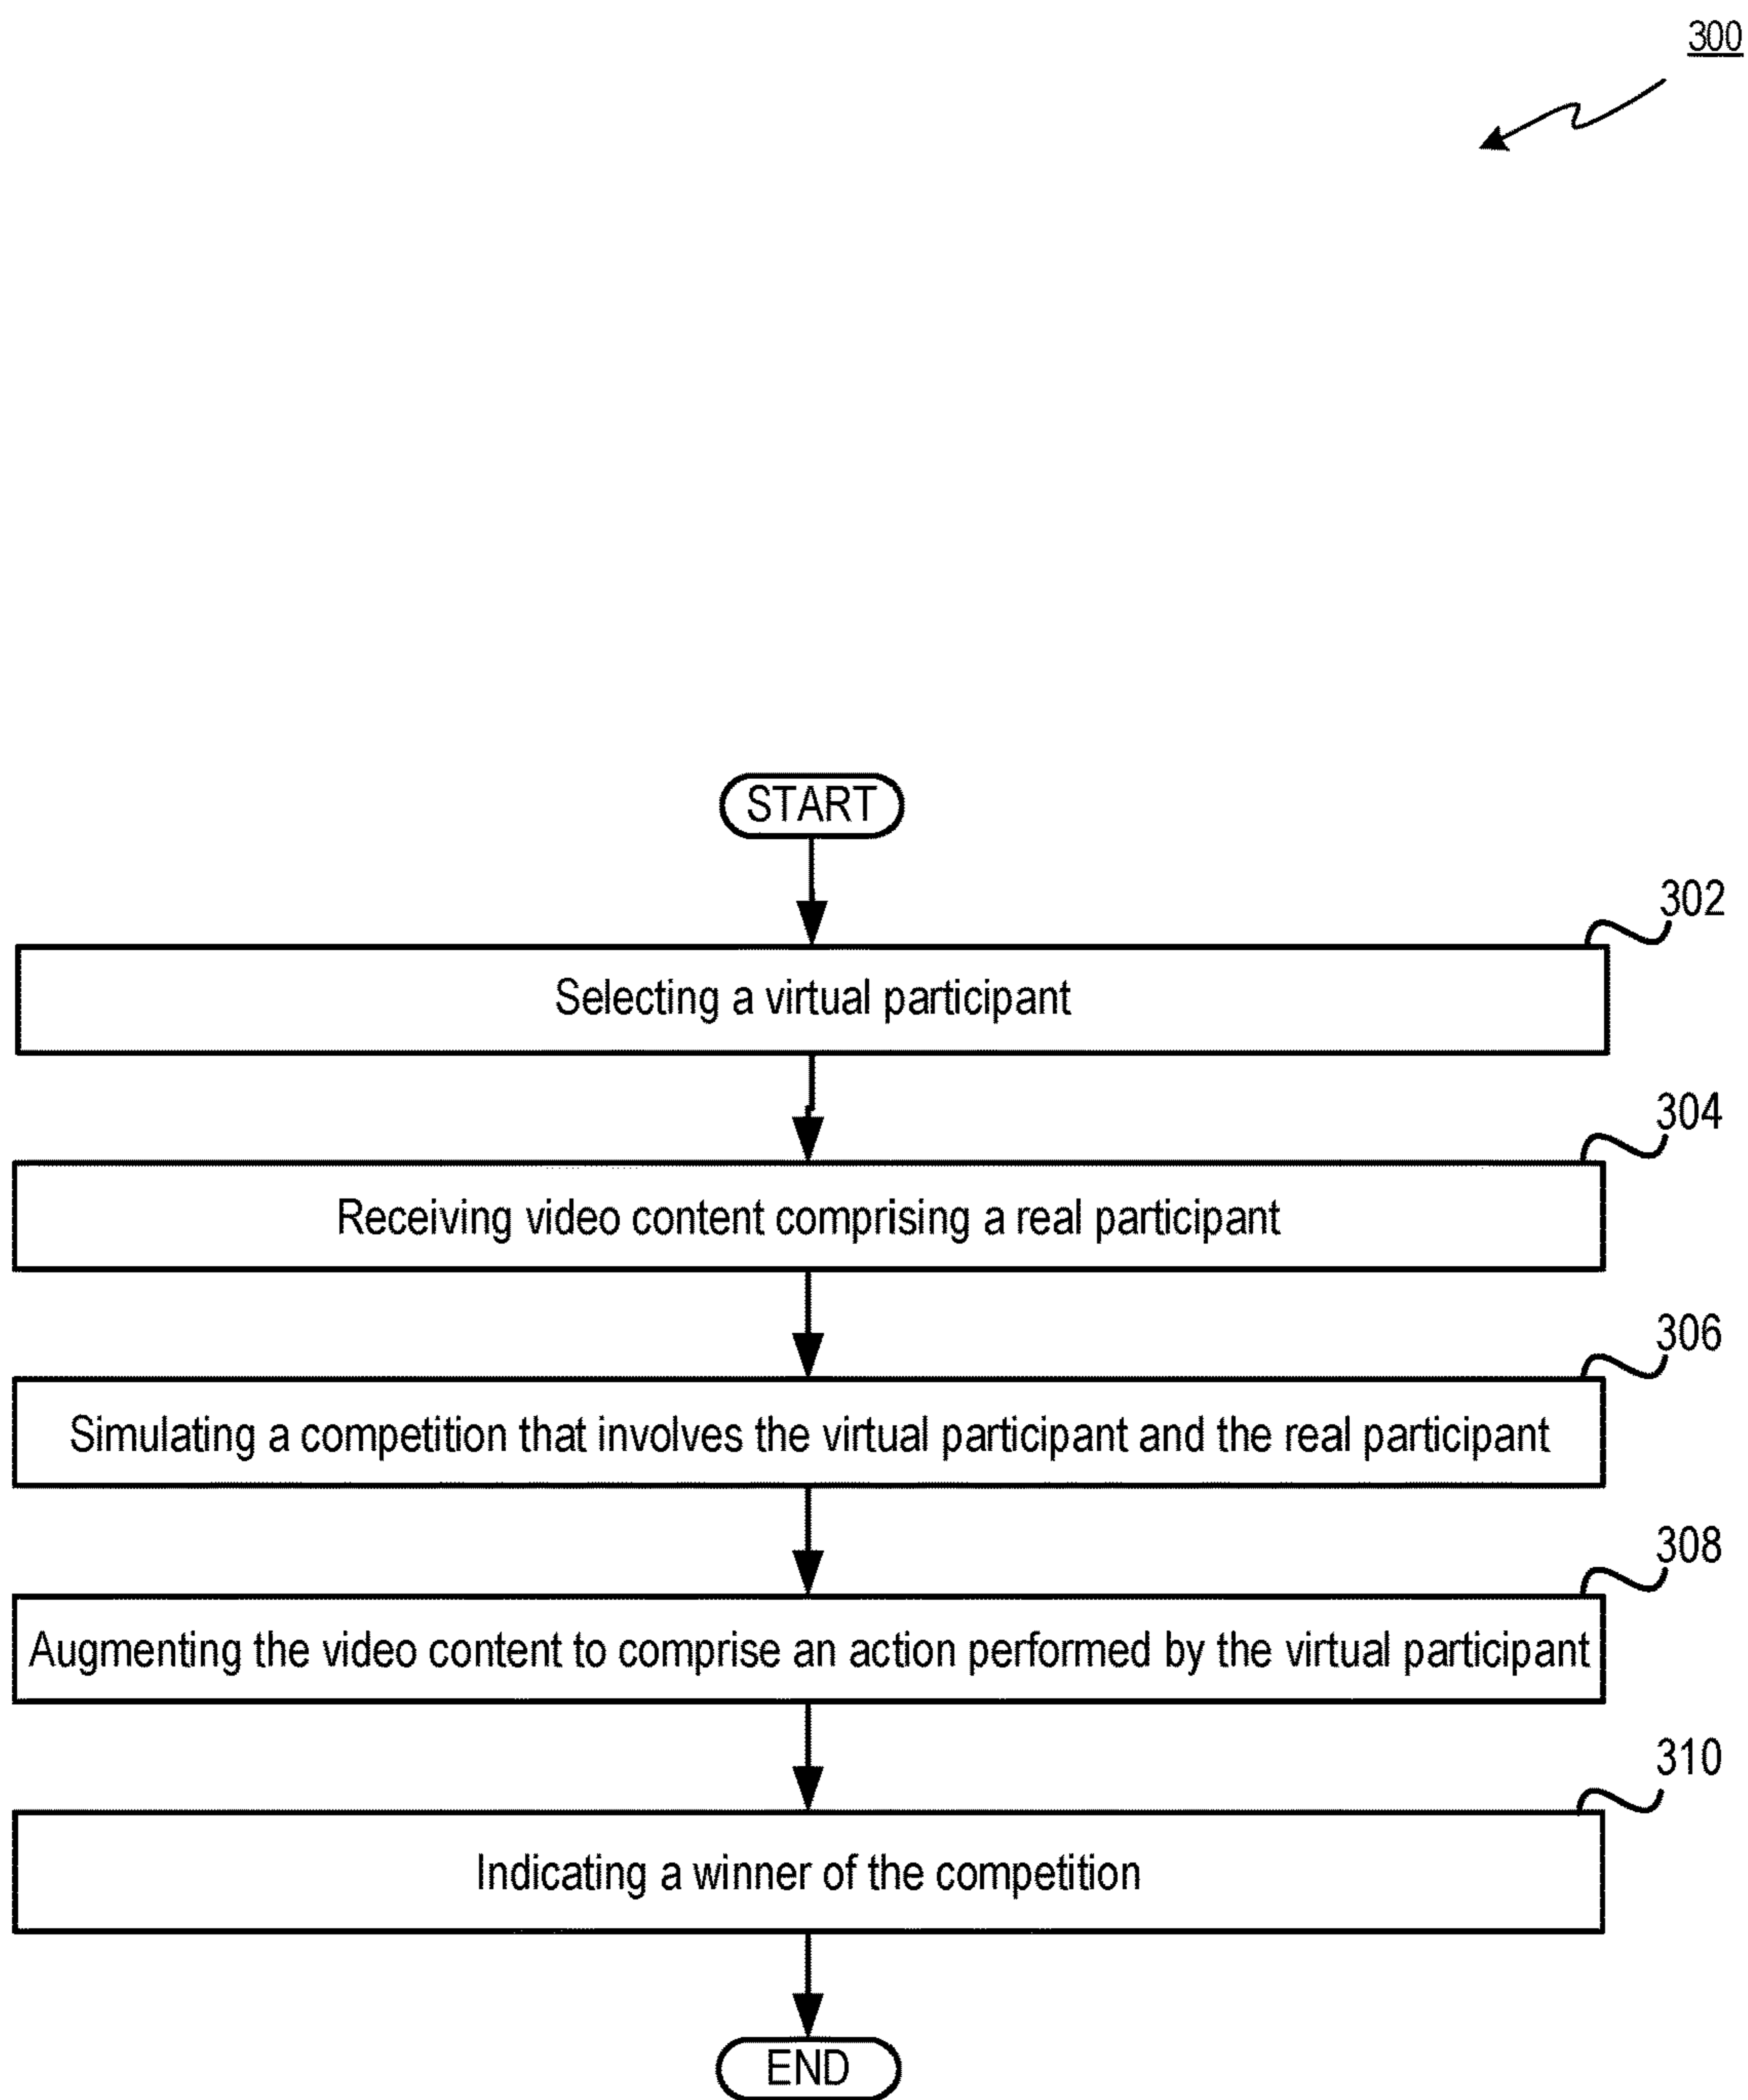 300
START
302
Selecting a virtual participant
304
Receiving video content comprising a real participant
306
Simulating a competition that involves the virtual participant and the real participant
308
Augmenting the video content to comprise an action performed by the virtual participant
310
Indicating a winner of the competition
END